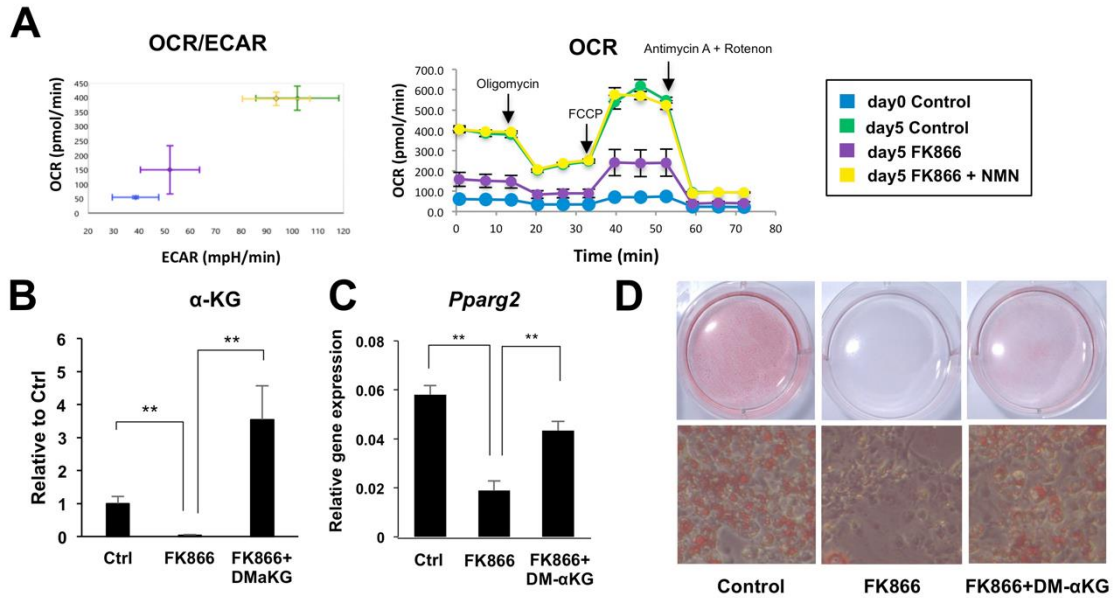 A
OCR/ECAR
OCR (pmol/min)
450
400
350
300
250
200
150
100
50
0
20 30 40 50 60 70 80 90 100 110 120
ECAR (mpH/min)
OCR
Antimycin A + Rotenon
Oligomycin
FCCP
OCR (pmol/min)
700.0
600.0
500.0
400.0
300.0
200.0
100.0
0.0
0 10 20 30 40 50 60 70 80
Time (min)
day0 Control
day5 Control
day5 FK866
day5 FK866 + NMN
B
α-KG
Relative to Ctrl
6
5
4
3
2
1
0
**
**
Ctrl
FK866
FK866+
DMaKG
C
Pparg2
Relative gene expression
0.08
0.06
0.04
0.02
0
**
**
Ctrl
FK866
FK866+
DM-αKG
D
Control
FK866
FK866+DM-αKG